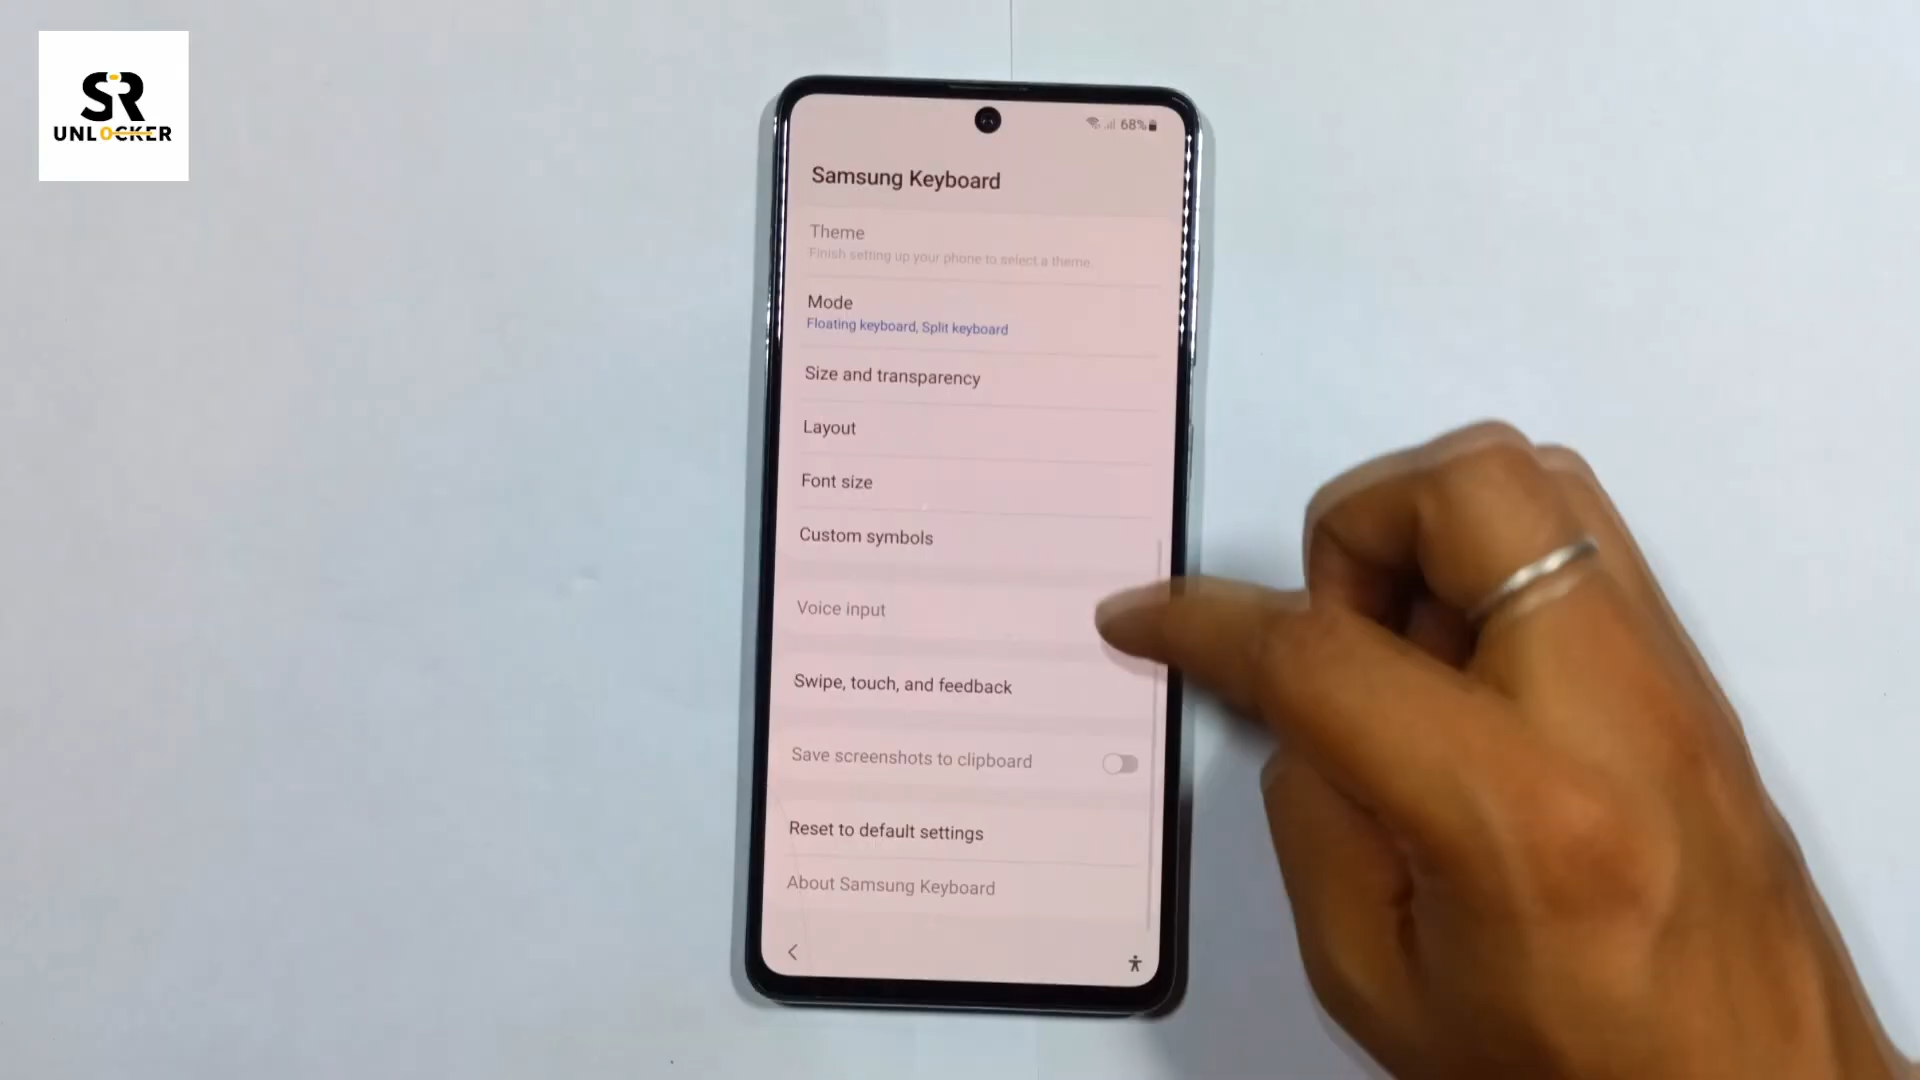 SR
UNLOCKER
68%
Samsung Keyboard
Theme
Finish setting up your phone to select a theme.
Mode
Floating keyboard, Split keyboard
Size and transparency
Layout
Font size
Custom symbols
Voice input
Swipe, touch, and feedback
Save screenshots to clipboard
Reset to default settings
About Samsung Keyboard